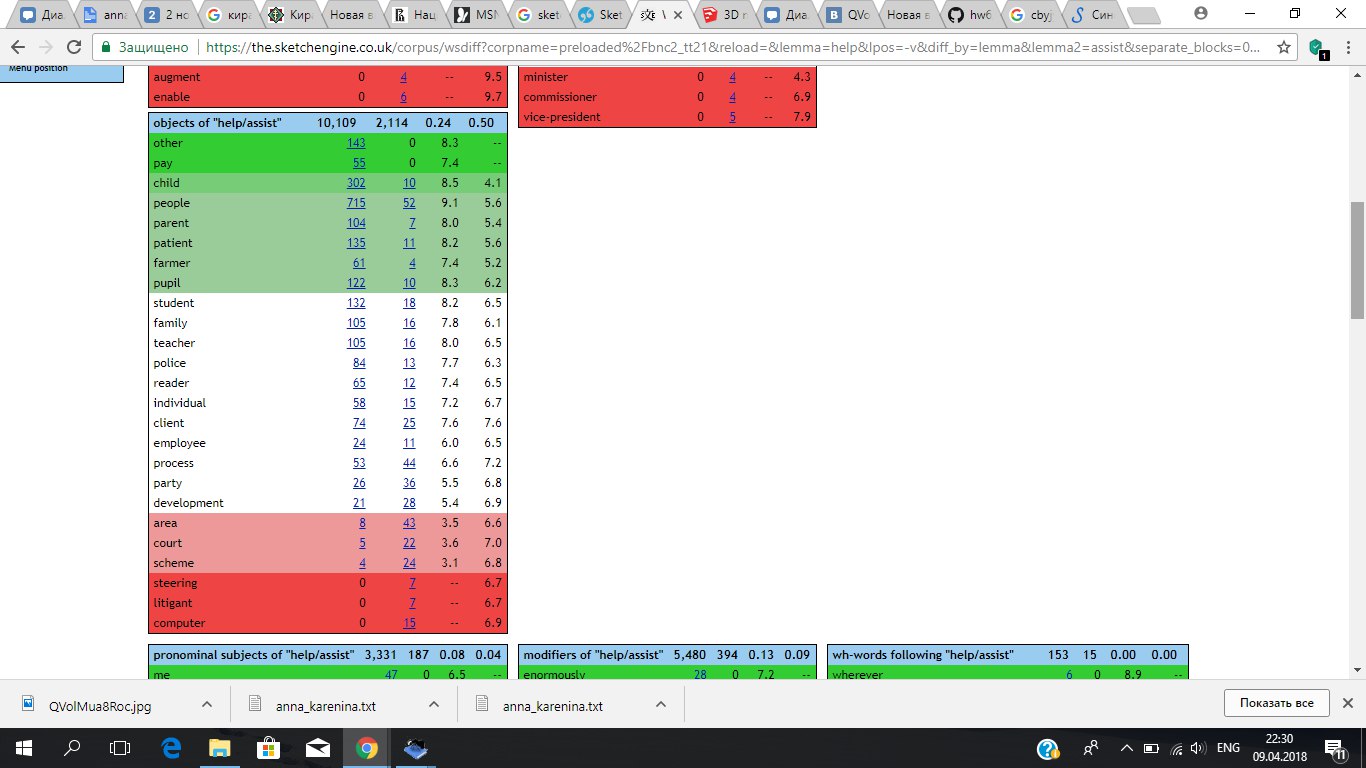 Диа anna 2 но кира Кира Новая в Нац MSN sket Sket W 3D n Диа QVo Новая в hw6 cbyj Син
Защищено https://the.sketchengine.co.uk/corpus/wsdiff?corpname=preloaded%2Fbnc2_tt21&reload=&lemma=help&lpos=-v&diff_by=lemma&lemma2=assist&separate_blocks=0... 1
Menu position
augment 0 4 -- 9.5
enable 0 6 -- 9.7
minister 0 4 -- 4.3
commissioner 0 4 -- 6.9
vice-president 0 5 -- 7.9
objects of "help/assist" 10,109 2,114 0.24 0.50
other 143 0 8.3 --
pay 55 0 7.4 --
child 302 10 8.5 4.1
people 715 52 9.1 5.6
parent 104 7 8.0 5.4
patient 135 11 8.2 5.6
farmer 61 4 7.4 5.2
pupil 122 10 8.3 6.2
student 132 18 8.2 6.5
family 105 16 7.8 6.1
teacher 105 16 8.0 6.5
police 84 13 7.7 6.3
reader 65 12 7.4 6.5
individual 58 15 7.2 6.7
client 74 25 7.6 7.6
employee 24 11 6.0 6.5
process 53 44 6.6 7.2
party 26 36 5.5 6.8
development 21 28 5.4 6.9
area 8 43 3.5 6.6
court 5 22 3.6 7.0
scheme 4 24 3.1 6.8
steering 0 7 -- 6.7
litigant 0 7 -- 6.7
computer 0 15 -- 6.9
pronominal subjects of "help/assist" 3,331 187 0.08 0.04
me 47 0 6.5 --
modifiers of "help/assist" 5,480 394 0.13 0.09
enormously 28 0 7.2 --
wh-words following "help/assist" 153 15 0.00 0.00
wherever 6 0 8.9 --
QVolMua8Roc.jpg anna_karenina.txt anna_karenina.txt Показать все
ENG 22:30
09.04.2018 11